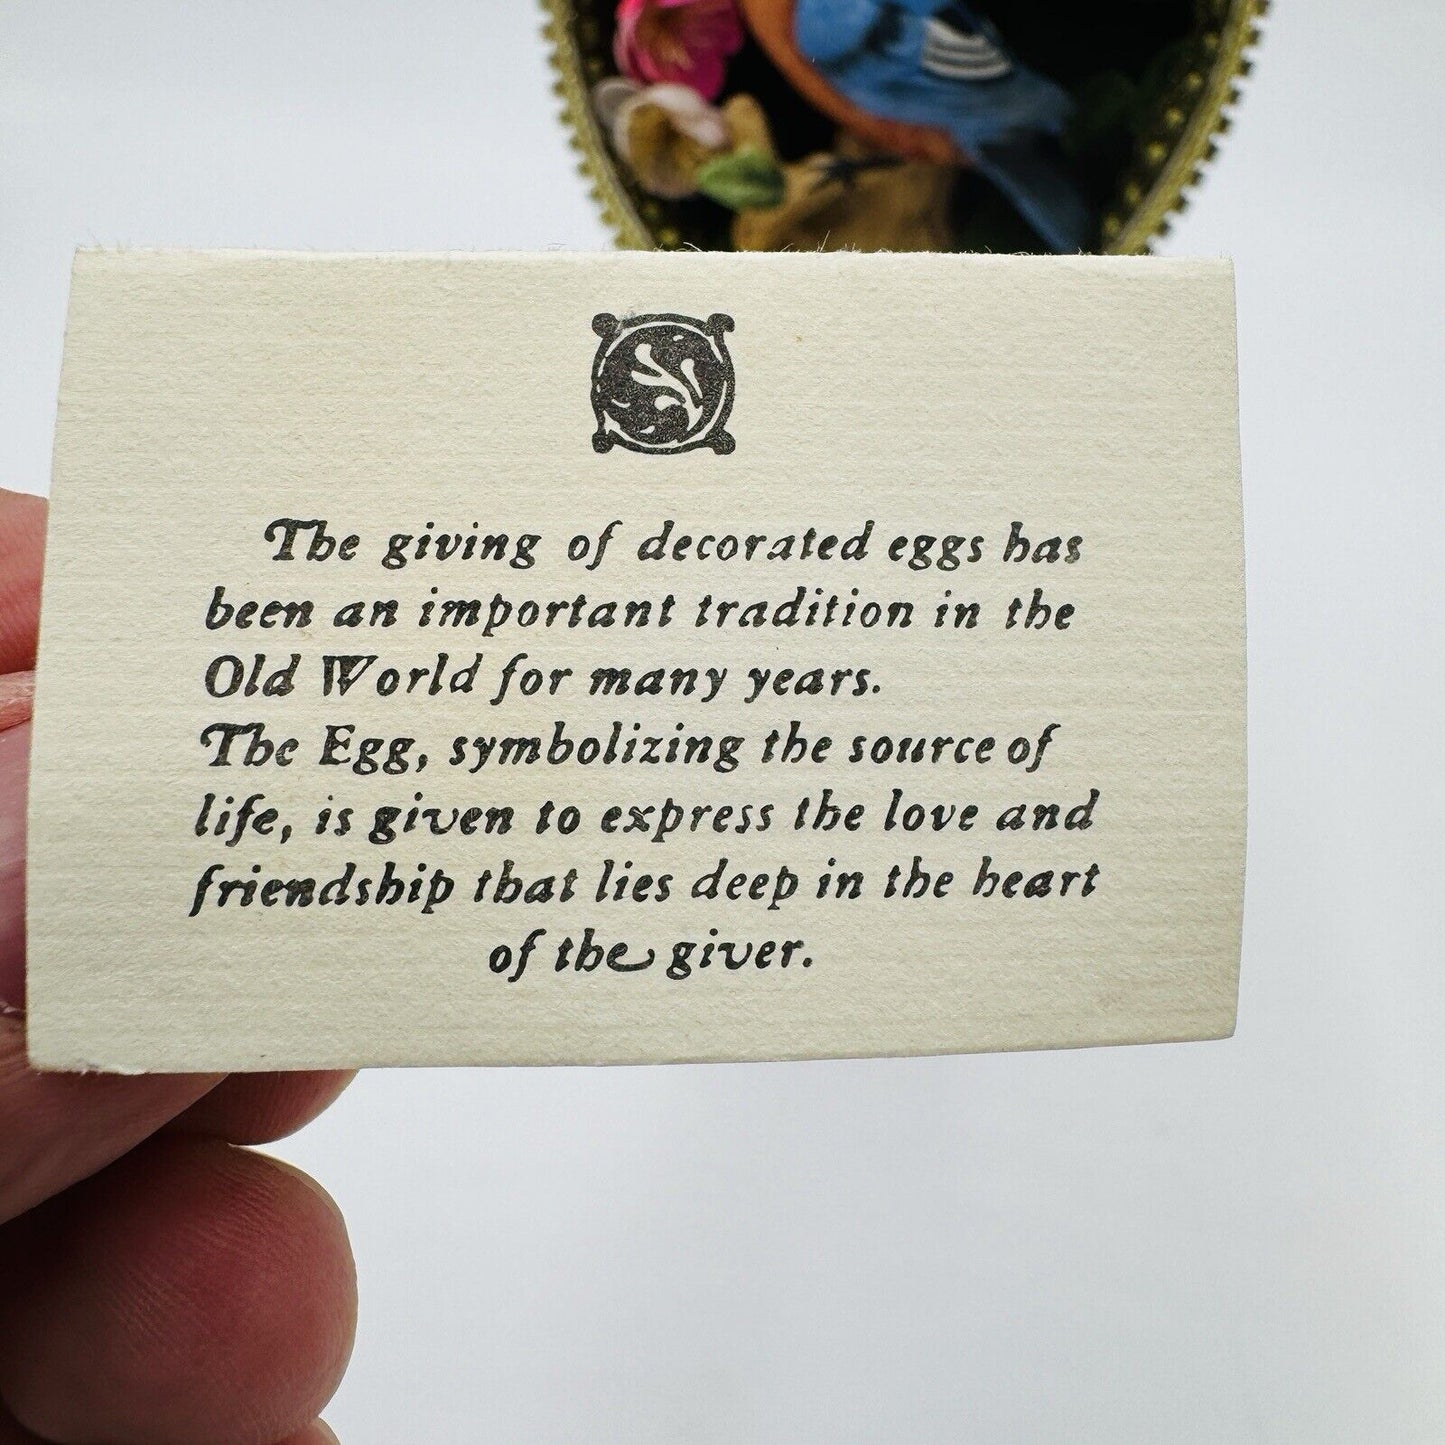 The giving of decorated eggs has
been an important tradition in the
Old World for many years.
The Egg, symbolizing the source of
life, is given to express the love and
friendship that lies deep in the heart
of the giver.